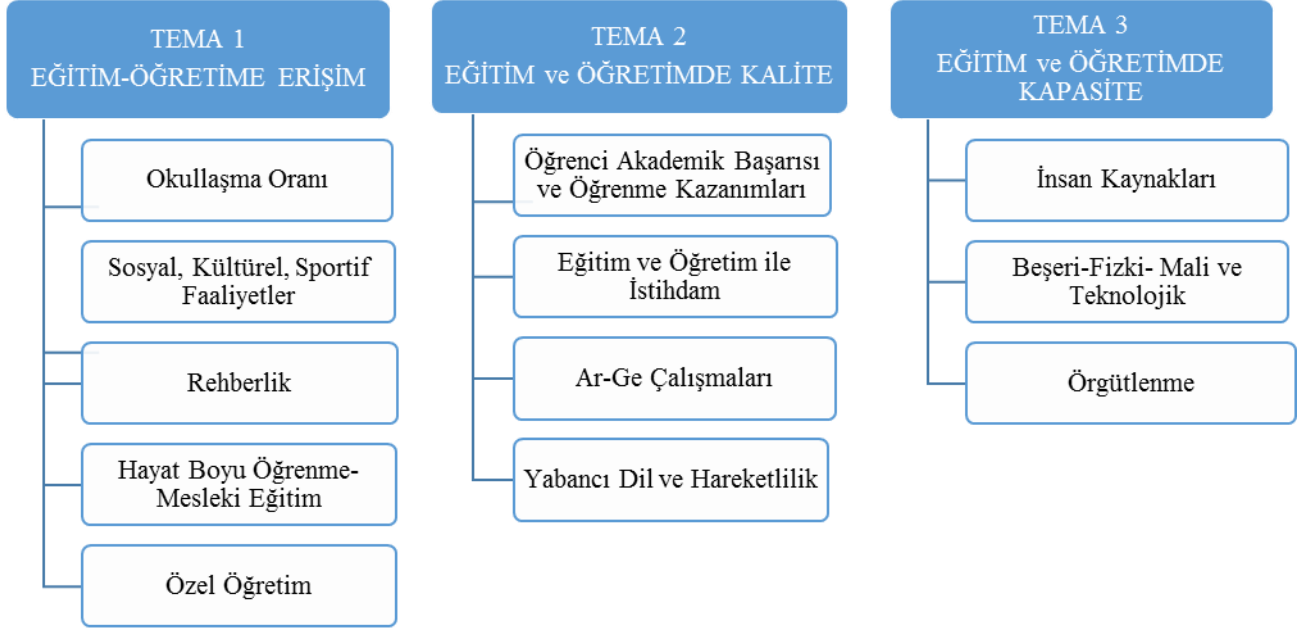 TEMA 1
EĞİTİM-ÖĞRETİME ERİŞİM
Okullaşma Oranı
Sosyal, Kültürel, Sportif
Faaliyetler
Rehberlik
Hayat Boyu Öğrenme-
Mesleki Eğitim
Özel Öğretim
TEMA 2
EĞİTİM ve ÖĞRETİMDE KALİTE
Öğrenci Akademik Başarısı
ve Öğrenme Kazanımları
Eğitim ve Öğretim ile
İstihdam
Ar-Ge Çalışmaları
Yabancı Dil ve Hareketlilik
TEMA 3
EĞİTİM ve ÖĞRETİMDE
KAPASİTE
İnsan Kaynakları
Beşeri-Fizki- Mali ve
Teknolojik
Örgütlenme